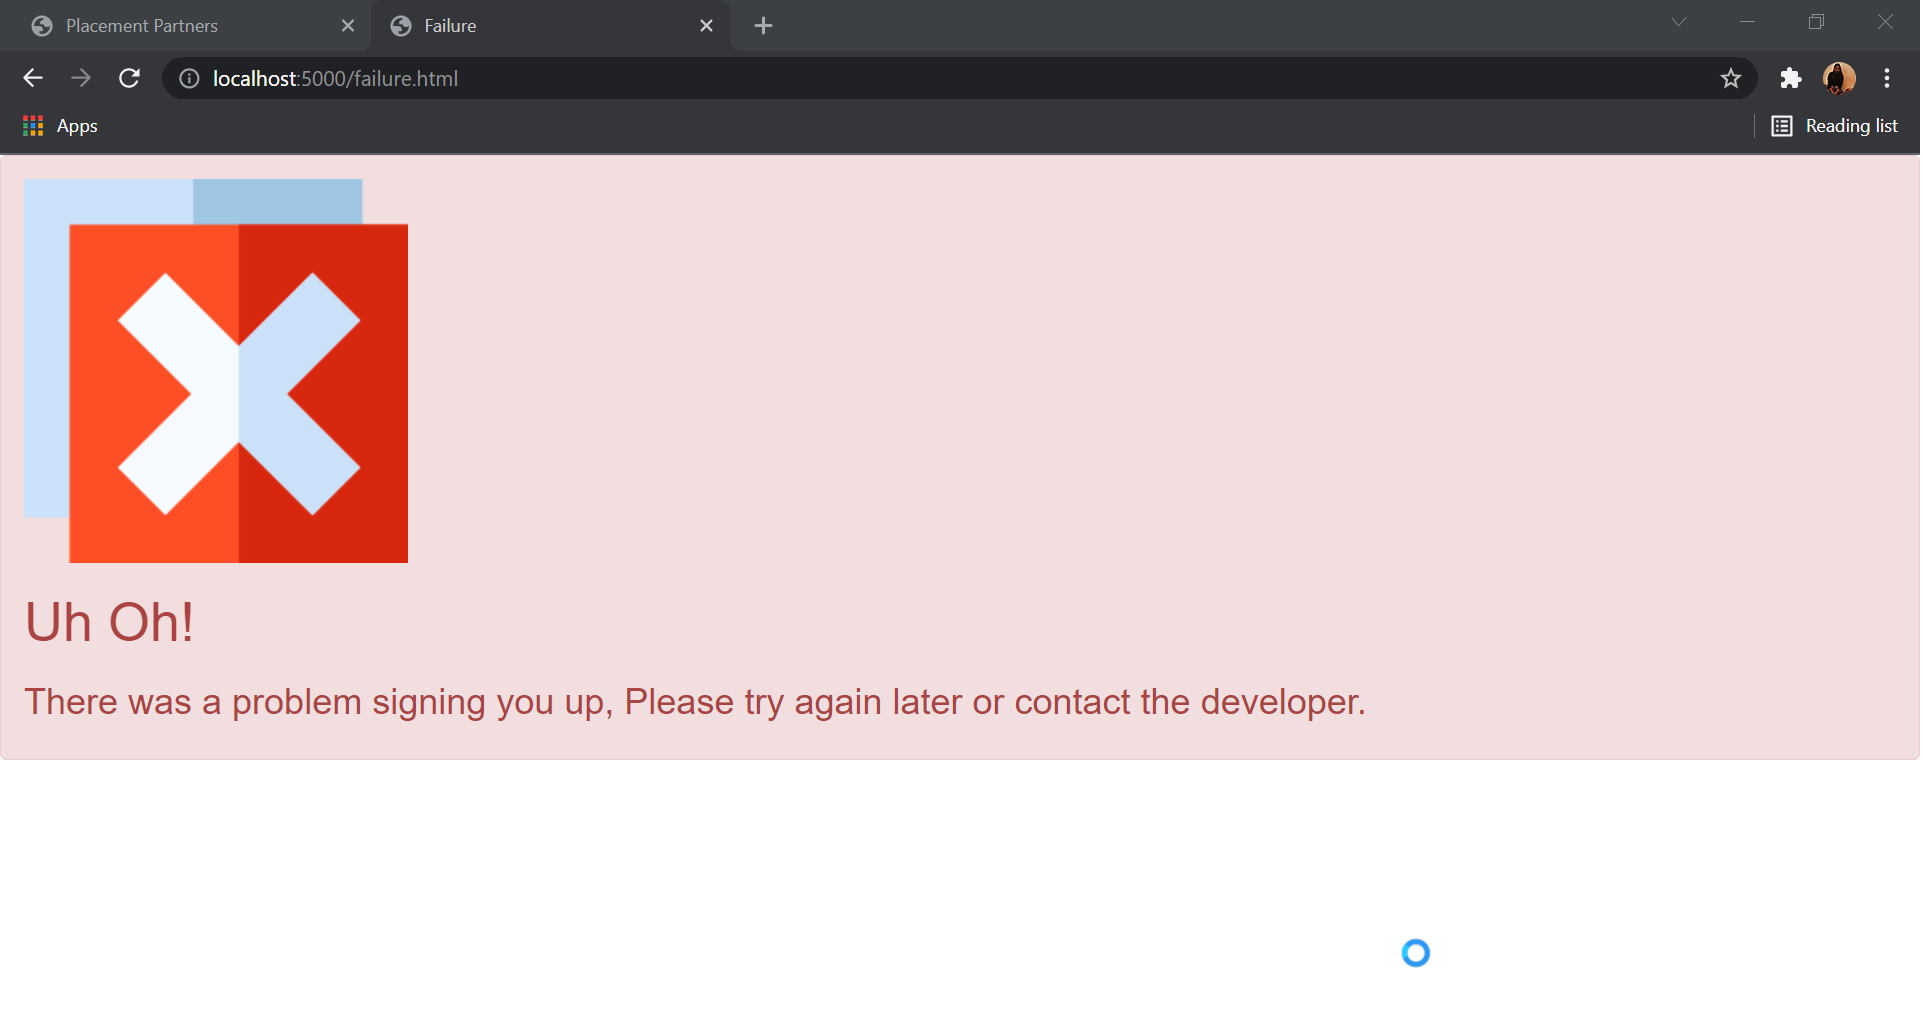 Placement Partners
Failure
localhost:5000/failure.html
Apps
Reading list
Uh Oh!
There was a problem signing you up, Please try again later or contact the developer.